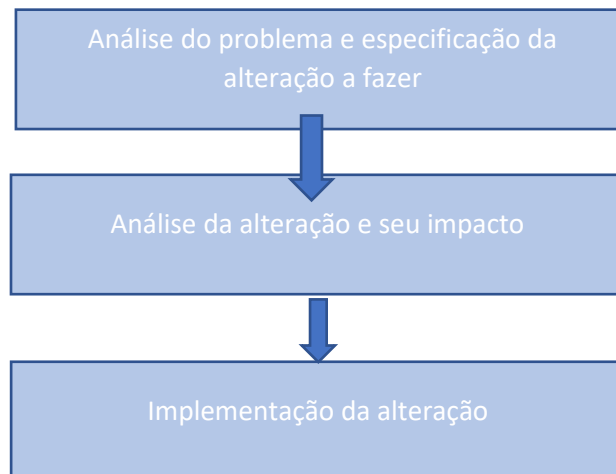 Análise do problema e especificação da
alteração a fazer
Análise da alteração e seu impacto
Implementação da alteração